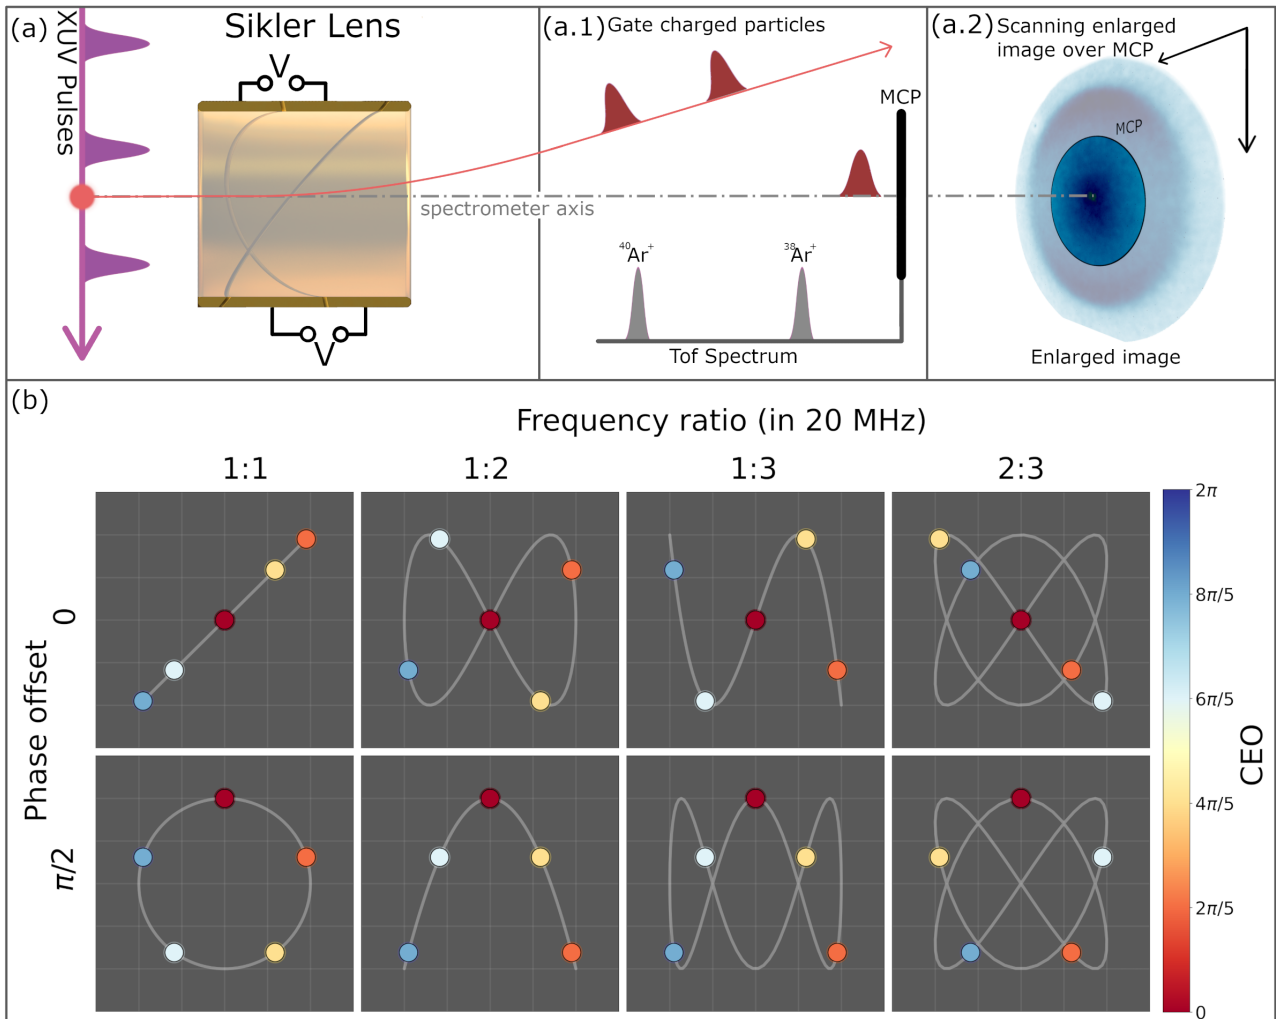 (a)
XUV Pulses
Sikler Lens
V
V
spectrometer axis
(a.1)
Gate charged particles
MCP
40Ar+
38Ar+
Tof Spectrum
(a.2)
Scanning enlarged
image over MCP
MCP
Enlarged image
(b)
Frequency ratio (in 20 MHz)
1:1
1:2
1:3
2:3
Phase offset
0
π/2
2π
8π/5
6π/5
4π/5
2π/5
0
CEO